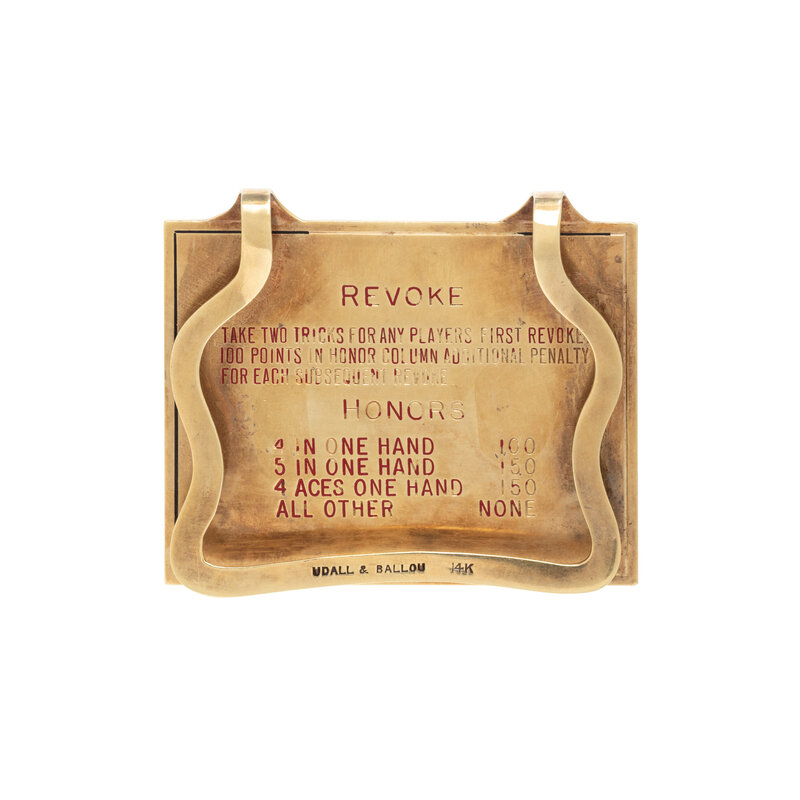 REVOKE
TAKE TWO TRICKS FOR ANY PLAYERS FIRST REVOKE
100 POINTS IN HONOR COLUMN ADDITIONAL PENALTY
FOR EACH SUBSEQUENT REVOKE
HONORS
4 IN ONE HAND 100
5 IN ONE HAND 150
4 ACES ONE HAND 150
ALL OTHER NONE
UDALL & BALLOU 14K